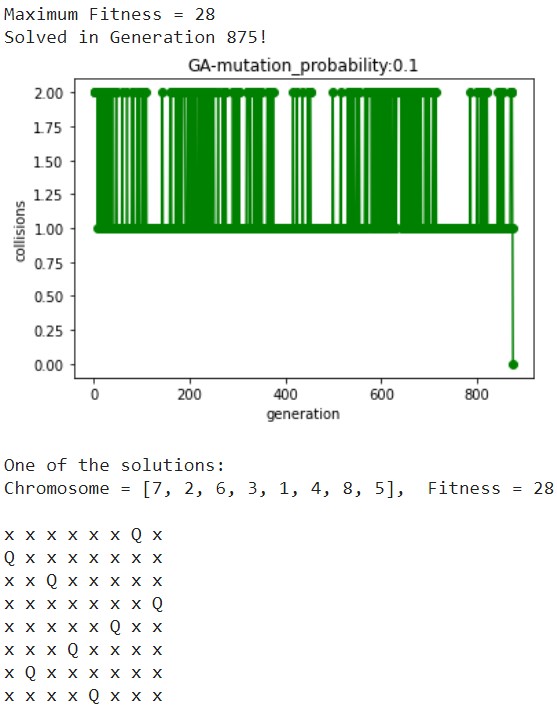 Maximum Fitness = 28
Solved in Generation 875!
GA-mutation_probability:0.1
2.00
1.75
1.50
1.25
1.00
0.75
0.50
0.25
0.00
collisions
0 200 400 600 800
generation
One of the solutions:
Chromosome = [7, 2, 6, 3, 1, 4, 8, 5],  Fitness = 28
x x x x x x Q x
Q x x x x x x x
x x Q x x x x x
x x x x x x x Q
x x x x x Q x x
x x x Q x x x x
x Q x x x x x x
x x x x Q x x x